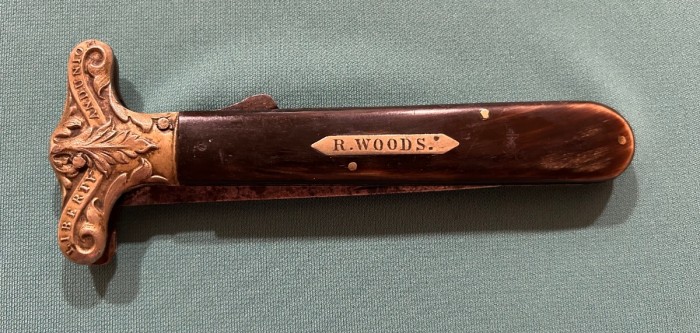 LIBERTY
AND UNION
R. WOODS.